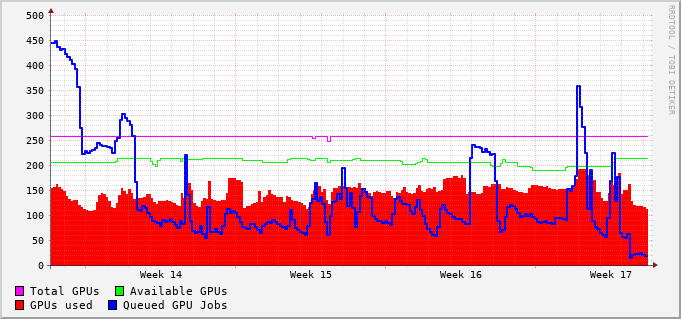 500
450
400
350
300
250
200
150
100
50
0
Week 14 Week 15 Week 16 Week 17
Total GPUs Available GPUs
GPUs used Queued GPU Jobs
RRDTOOL / TOBI OETIKER